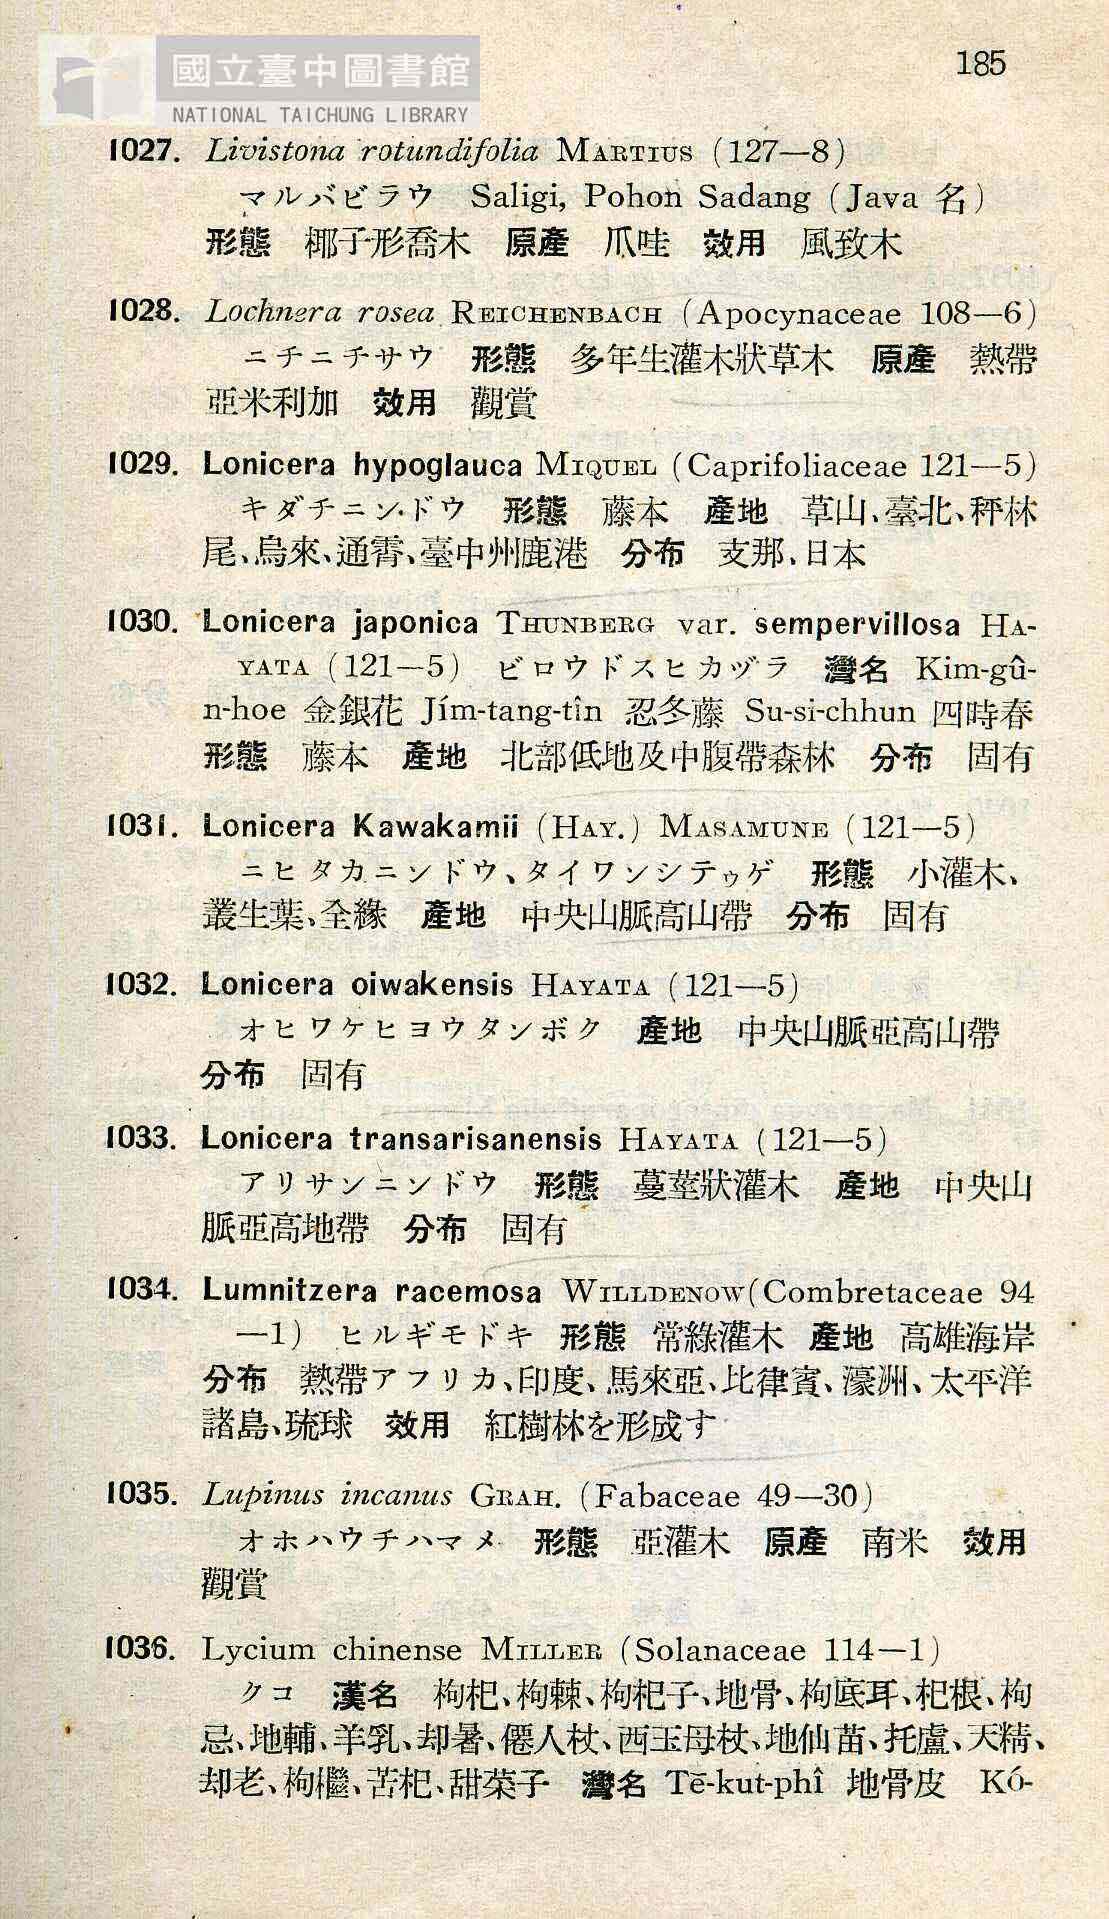 國立臺中圖書館
NATIONAL TAICHUNG LIBRARY
185
1027. Livistona rotundifolia MARTIUS (127—8)
マルバビラウ Saligi, Pohon Sadang (Java 名)
形態 椰子形喬木 原產 爪哇 效用 風致木
1028. Lochnera rosea REICHENBACH (Apocynaceae 108—6)
ニチニチサウ 形態 多年生灌木狀草木 原產 熱帶
亞米利加 效用 觀賞
1029. Lonicera hypoglauca MIQUEL (Caprifoliaceae 121—5)
キダチニンドウ 形態 藤本 產地 草山、臺北、秤林
尾、烏來、通霄、臺中州鹿港 分布 支那、日本
1030. Lonicera japonica THUNBERG var. sempervillosa HA-
YATA (121—5) ビロウドスヒカヅラ 灣名 Kim-gû-
n-hoe 金銀花 Jím-tang-tîn 忍冬藤 Su-sì-chhun 四時春
形態 藤本 產地 北部低地及中腹帶森林 分布 固有
1031. Lonicera Kawakamii (HAY.) MASAMUNE (121—5)
ニヒタカニンドウ、タイワンシテゥゲ 形態 小灌木、
叢生葉、全緣 產地 中央山脈高山帶 分布 固有
1032. Lonicera oiwakensis HAYATA (121—5)
オヒワケヒヨウタンボク 產地 中央山脈亞高山帶
分布 固有
1033. Lonicera transarisanensis HAYATA (121—5)
アリサンニンドウ 形態 蔓莖狀灌木 產地 中央山
脈亞高地帶 分布 固有
1034. Lumnitzera racemosa WILLDENOW (Combretaceae 94
—1) ヒルギモドキ 形態 常綠灌木 產地 高雄海岸
分布 熱帶アフリカ、印度、馬來亞、比律賓、濠洲、太平洋
諸島、琉球 效用 紅樹林を形成す
1035. Lupinus incanus GRAH. (Fabaceae 49—30)
オホハウチハマメ 形態 亞灌木 原產 南米 效用
觀賞
1036. Lycium chinense MILLER (Solanaceae 114—1)
クコ 漢名 枸杞、枸棘、枸杞子、地骨、枸底耳、杞根、枸
忌、地輔、羊乳、却暑、僊人杖、西王母杖、地仙苗、托盧、天精、
却老、枸檵、苦杞、甜菜子 灣名 Tē-kut-phî 地骨皮 Kó-